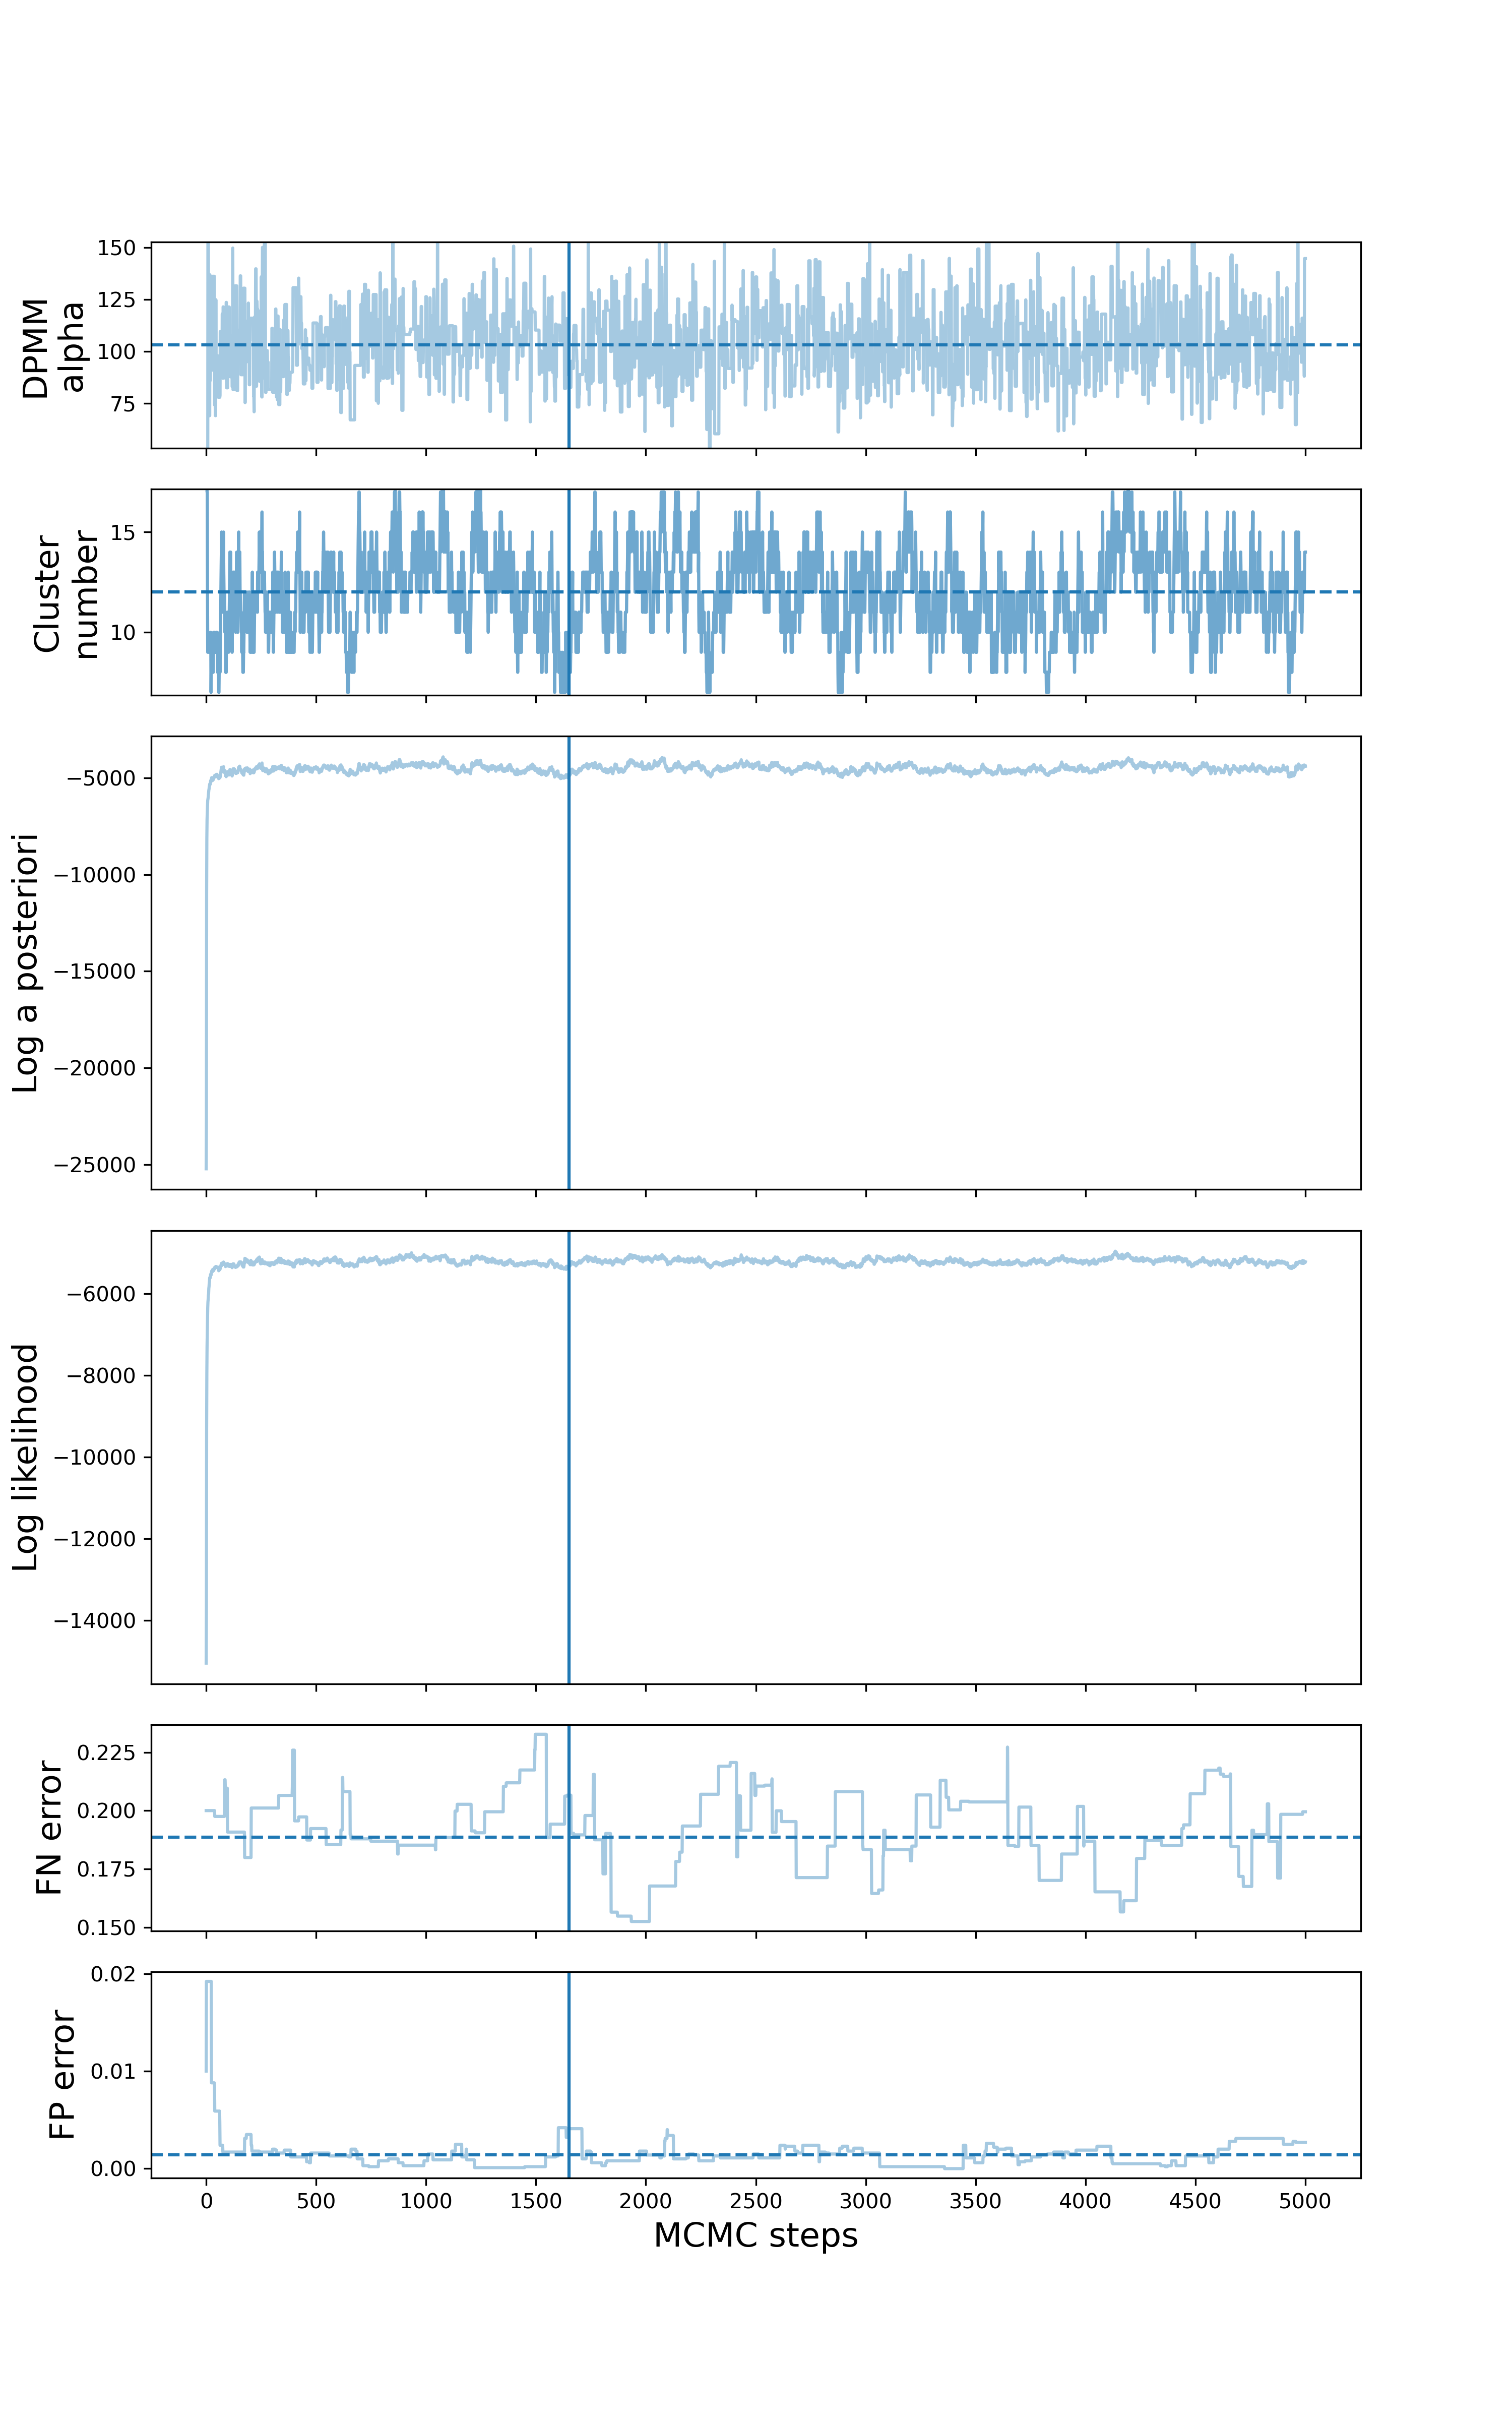 DPMM
alpha
150
125
100
75
Cluster
number
15
10
Log a posteriori
−5000
−10000
−15000
−20000
−25000
Log likelihood
−6000
−8000
−10000
−12000
−14000
FN error
0.225
0.200
0.175
0.150
FP error
0.02
0.01
0.00
0 500 1000 1500 2000 2500 3000 3500 4000 4500 5000
MCMC steps